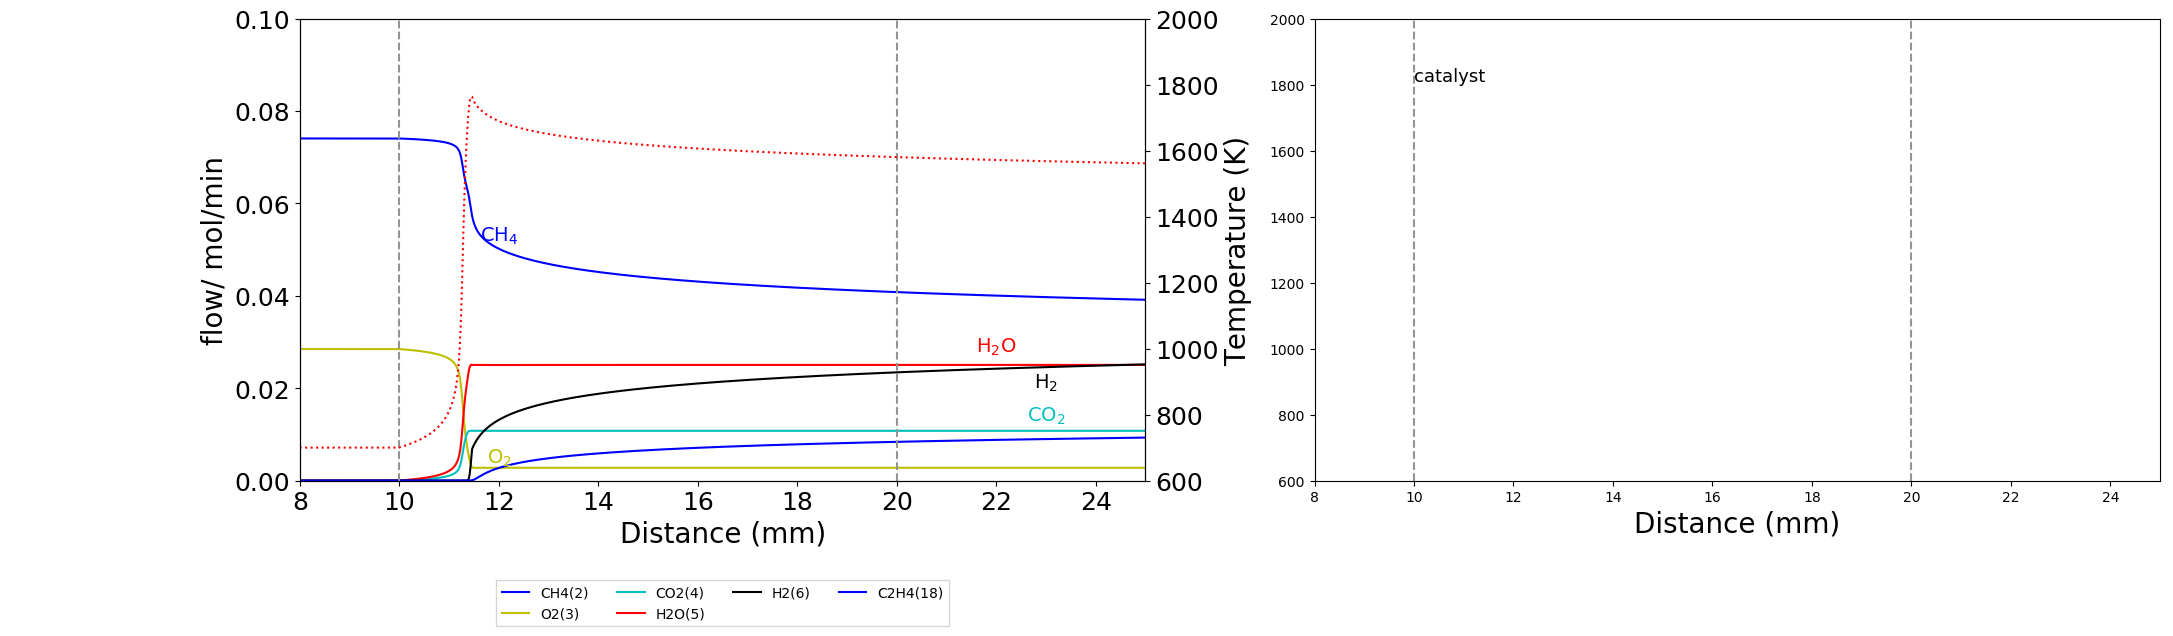 0.10
0.08
0.06
0.04
0.02
0.00
flow/ mol/min
8 10 12 14 16 18 20 22 24
Distance (mm)
2000
1800
1600
1400
1200
1000
800
600
Temperature (K)
CH₄
H₂O
H₂
CO₂
O₂
CH4(2) CO2(4) H2(6) C2H4(18)
O2(3) H2O(5)
2000
1800
1600
1400
1200
1000
800
600
catalyst
8 10 12 14 16 18 20 22 24
Distance (mm)